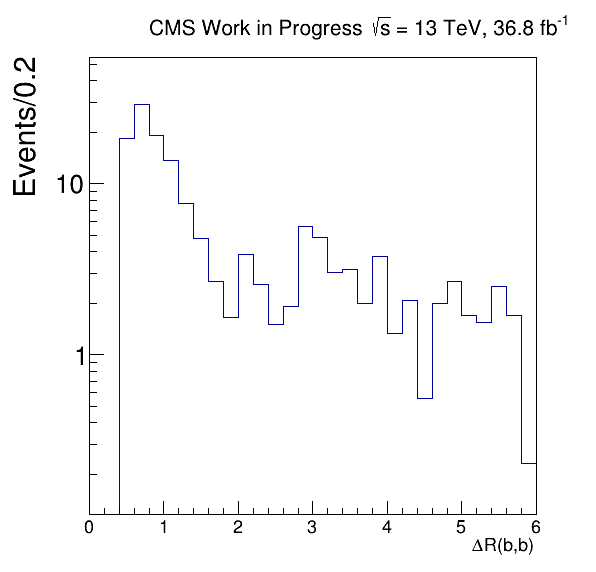 CMS Work in Progress √s = 13 TeV, 36.8 fb⁻¹
Events/0.2
10
1
0 1 2 3 4 5 6
ΔR(b,b)